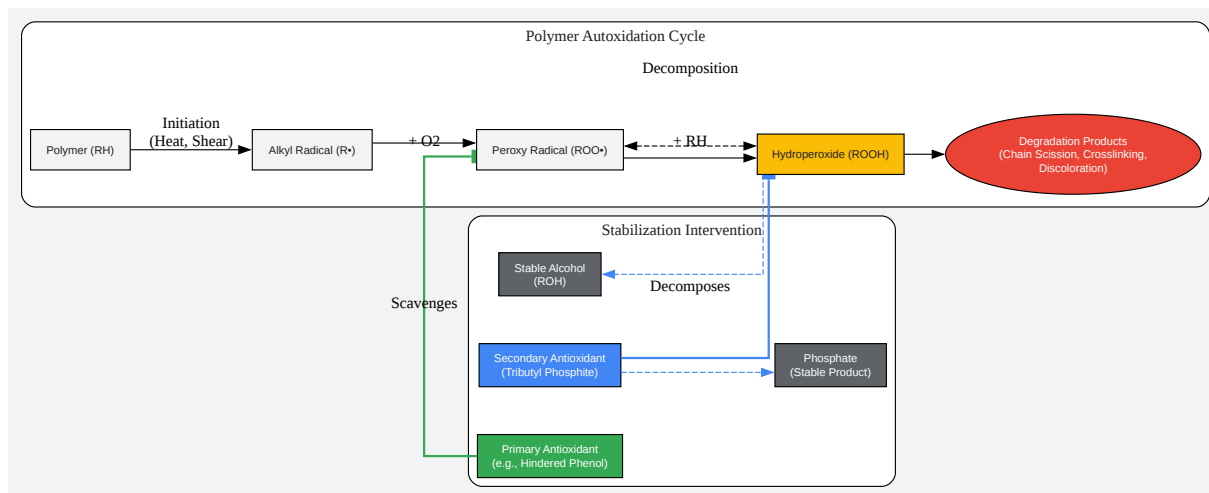 Polymer Autoxidation Cycle
Decomposition
Initiation
(Heat, Shear)
Polymer (RH)
Alkyl Radical (R•)
+ O2
Peroxy Radical (ROO•)
+ RH
Hydroperoxide (ROOH)
Degradation Products
(Chain Scission, Crosslinking,
Discoloration)
Stabilization Intervention
Stable Alcohol
(ROH)
Decomposes
Scavenges
Secondary Antioxidant
(Tributyl Phosphite)
Phosphate
(Stable Product)
Primary Antioxidant
(e.g., Hindered Phenol)